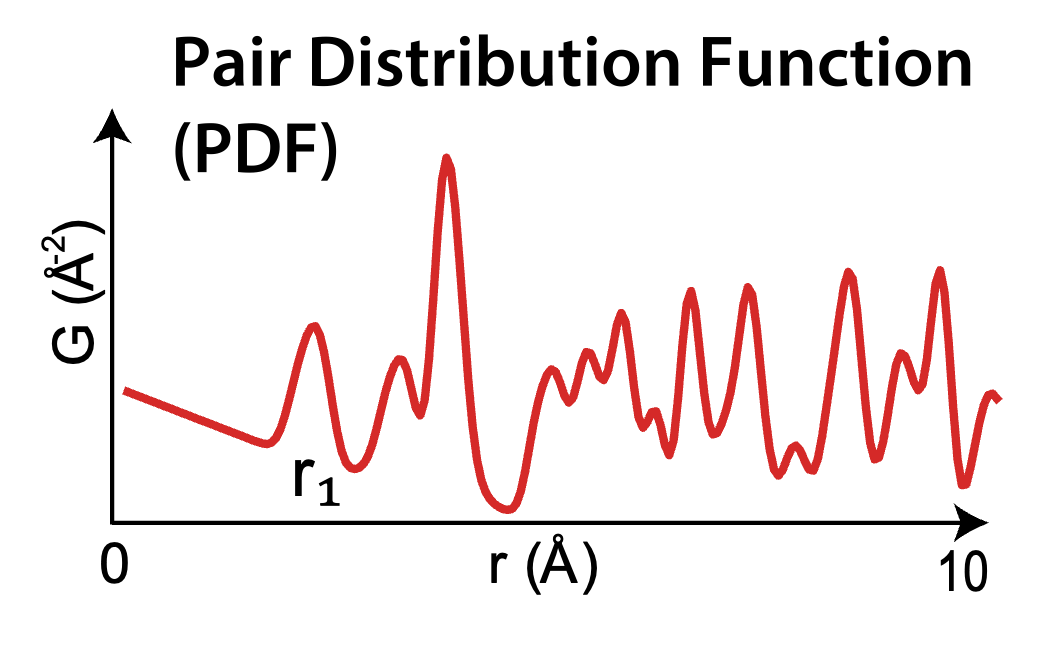 Pair Distribution Function
(PDF)
G (Å⁻²)
r₁
0
r (Å)
10